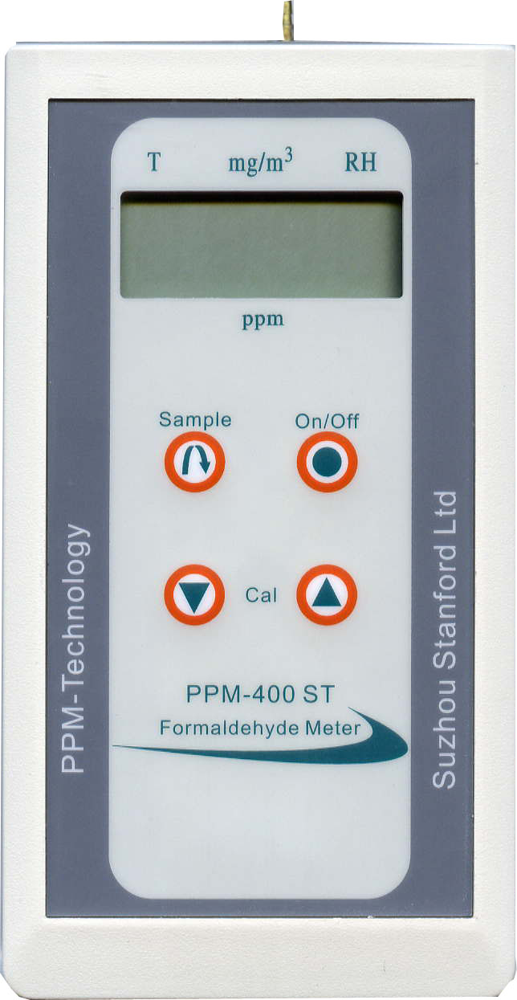 T mg/m³ RH
ppm
Sample On/Off
Cal
PPM-400 ST
Formaldehyde Meter
PPM-Technology
Suzhou Stanford Ltd